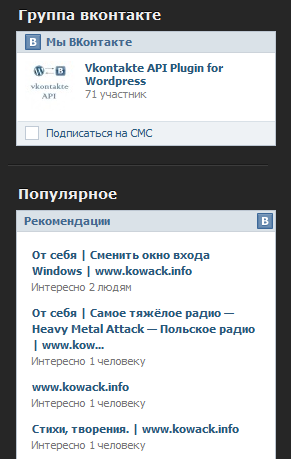 Группа вконтакте
В Мы ВКонтакте
W В
vkontakte
API
Vkontakte API Plugin for
Wordpress
71 участник
Подписаться на СМС
Популярное
Рекомендации В
От себя | Сменить окно входа
Windows | www.kowack.info
Интересно 2 людям
От себя | Самое тяжёлое радио —
Heavy Metal Attack — Польское радио
| www.kow...
Интересно 1 человеку
www.kowack.info
Интересно 1 человеку
Стихи, творения. | www.kowack.info
Интересно 1 человеку